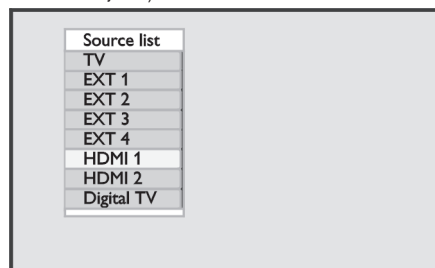 Source list
TV
EXT 1
EXT 2
EXT 3
EXT 4
HDMI 1
HDMI 2
Digital TV